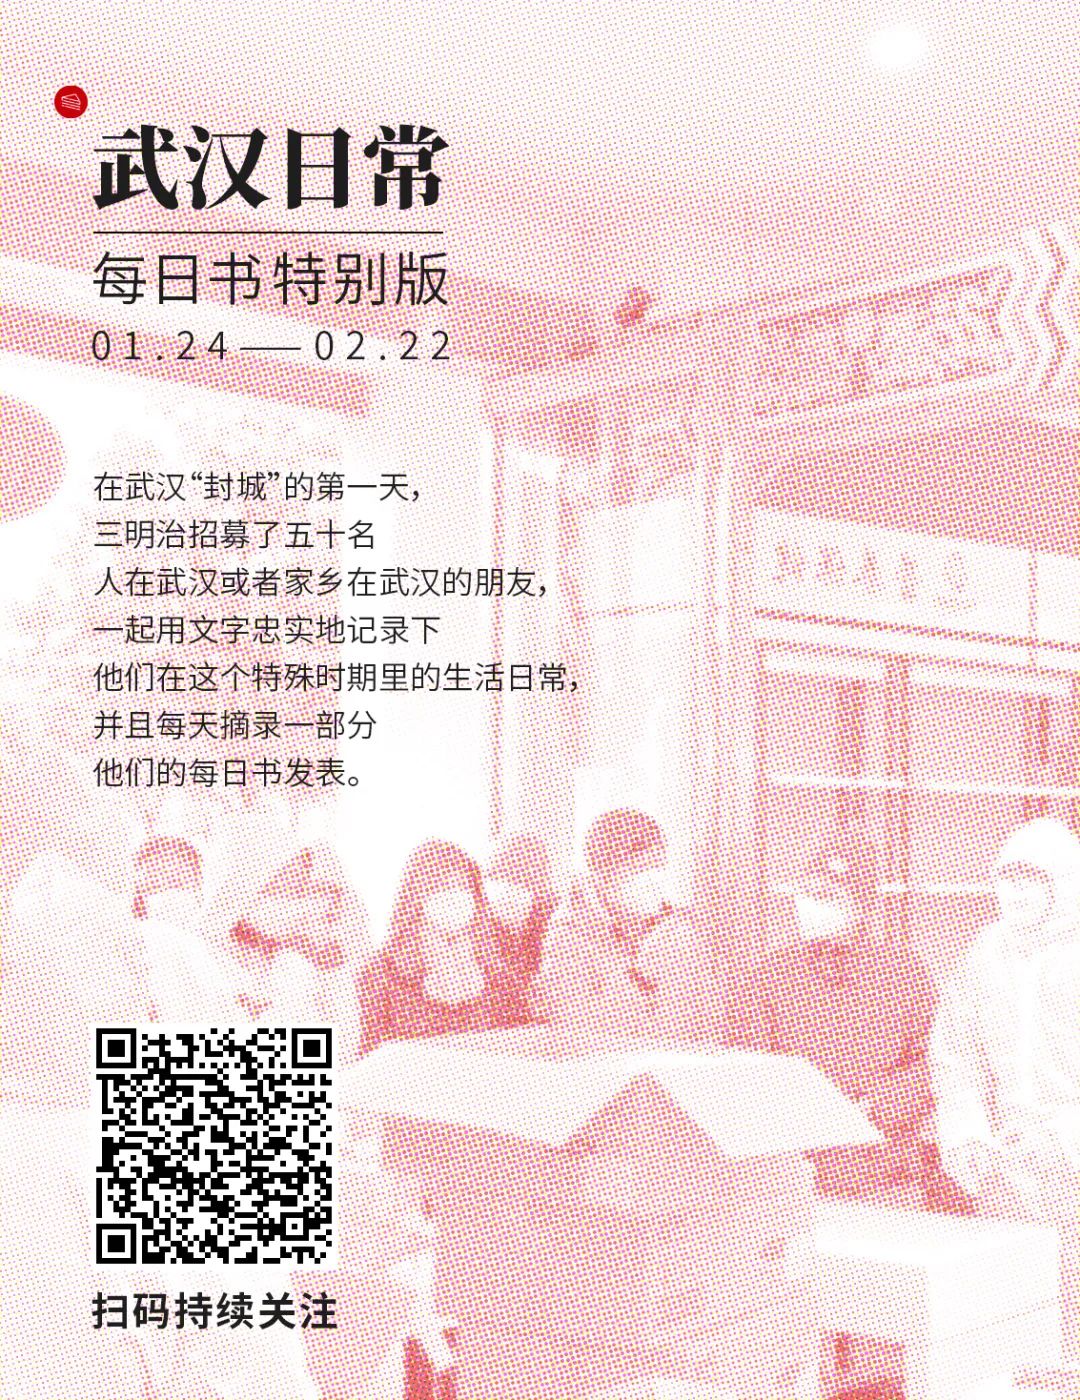 武汉日常
每日书特别版
01.24——02.22
在武汉“封城”的第一天，
三明治招募了五十名
人在武汉或者家乡在武汉的朋友，
一起用文字忠实地记录下
他们在这个特殊时期里的生活日常，
并且每天摘录一部分
他们的每日书发表。
扫码持续关注